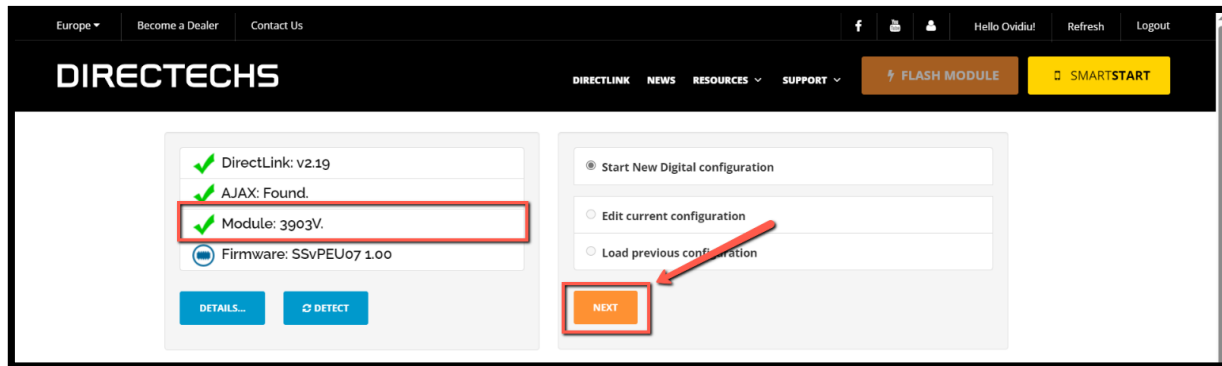 Europe Become a Dealer Contact Us Hello Ovidiu! Refresh Logout
DIRECTECHS DIRECTLINK NEWS RESOURCES SUPPORT FLASH MODULE SMARTSTART
DirectLink: v2.19
AJAX: Found.
Module: 3903V.
Firmware: SSvPEU07 1.00
DETAILS... DETECT
Start New Digital configuration
Edit current configuration
Load previous configuration
NEXT